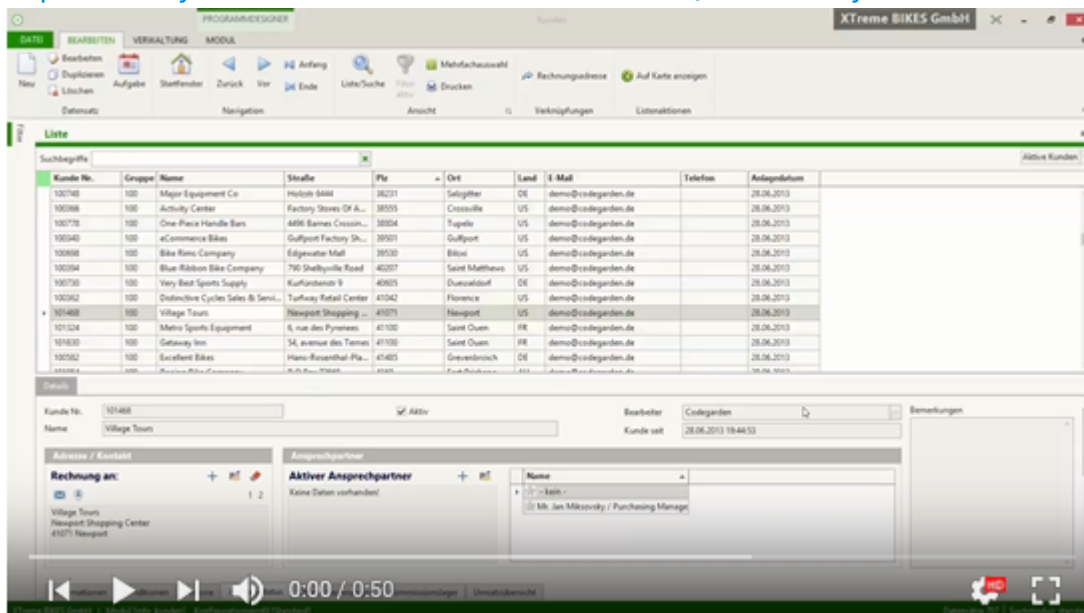 PROGRAMMDESIGNER
XTreme BIKES GmbH
DATEI BEARBEITEN VERWALTUNG MODUL
Neu
Bearbeiten
Duplizieren
Löschen
Aufgabe
Startfenster
Zurück
Vor
Anfang
Ende
Liste/Suche
Filter aktiv
Mehrfachauswahl
Drucken
Rechnungsadresse
Auf Karte anzeigen
Datensatz Navigation Ansicht Verknüpfungen Listenaktionen
Filter
Liste
Suchbegriffe
Aktive Kunden
Kunde Nr. Gruppe Name Straße Plz Ort Land E-Mail Telefon Anlagedatum
100748 100 Major Equipment Co 38231 Salzgitter DE demo@codegarden.de 28.06.2013
100366 100 Activity Center Factory Stores Of A... 38555 Crossville US demo@codegarden.de 28.06.2013
100778 100 One-Piece Handle Bars 4496 Barnes Crossin... 38804 Tupelo US demo@codegarden.de 28.06.2013
100340 100 eCommerce Bikes Gulfport Factory Sh... 39501 Gulfport US demo@codegarden.de 28.06.2013
100698 100 Bike Rims Company Edgewater Mall 39530 Biloxi US demo@codegarden.de 28.06.2013
100394 100 Blue Ribbon Bike Company 790 Shelbyville Road 40207 Saint Matthews US demo@codegarden.de 28.06.2013
100730 100 Very Best Sports Supply Kurfürstenstr 9 40605 Duesseldorf DE demo@codegarden.de 28.06.2013
100362 100 Distinctive Cycles Sales & Servi... Turfway Retail Center 41042 Florence US demo@codegarden.de 28.06.2013
101468 100 Village Tours Newport Shopping ... 41071 Newport US demo@codegarden.de 28.06.2013
101324 100 Metro Sports Equipment 6, rue des Pyrenees 41100 Saint Ouen FR demo@codegarden.de 28.06.2013
101830 100 Getaway Inn 54, avenue des Ternes 41100 Saint Ouen FR demo@codegarden.de 28.06.2013
100582 100 Excellent Bikes Hans-Rosenthal-Pla... 41485 Grevenbroich DE demo@codegarden.de 28.06.2013
Details
Kunde Nr. 101468 Aktiv Bearbeiter Codegarden Bemerkungen
Name Village Tours Kunde seit 28.06.2013 19:44:53
Adresse / Kontakt Ansprechpartner
Rechnung an: Aktiver Ansprechpartner Name
1 2 Keine Daten vorhanden! - kein -
Village Tours
Newport Shopping Center
41071 Newport
Mh. Jan Miksovsky / Purchasing Manage
0:00 / 0:50
HD
Umsatzübersicht
XTreme BIKES GmbH